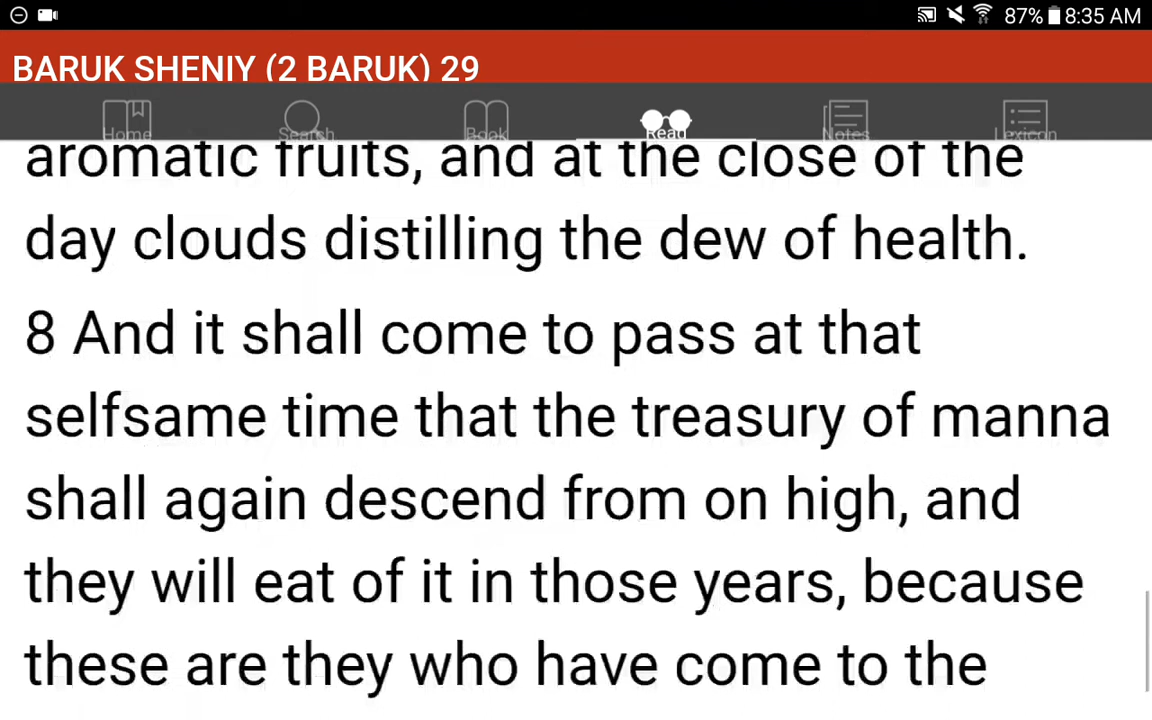 87% 8:35 AM
BARUK SHENIY (2 BARUK) 29
Home Search Book Read Notes Lexicon
aromatic fruits, and at the close of the
day clouds distilling the dew of health.
8 And it shall come to pass at that
selfsame time that the treasury of manna
shall again descend from on high, and
they will eat of it in those years, because
these are they who have come to the